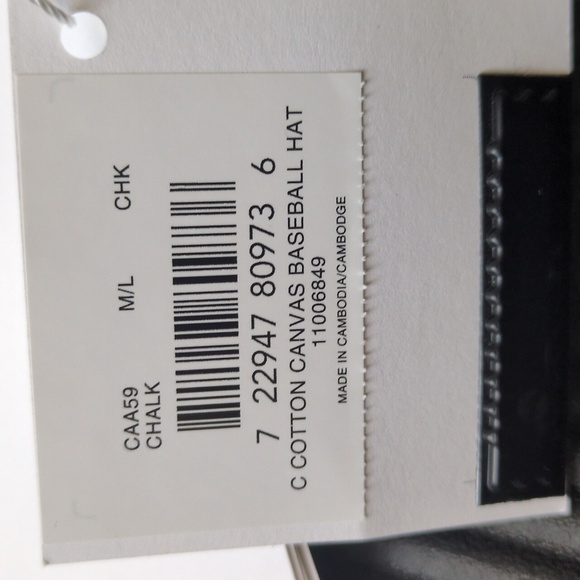 CAA59 M/L CHK
CHALK
7 22947 80973 6
C COTTON CANVAS BASEBALL HAT
11006849
MADE IN CAMBODIA/CAMBODGE